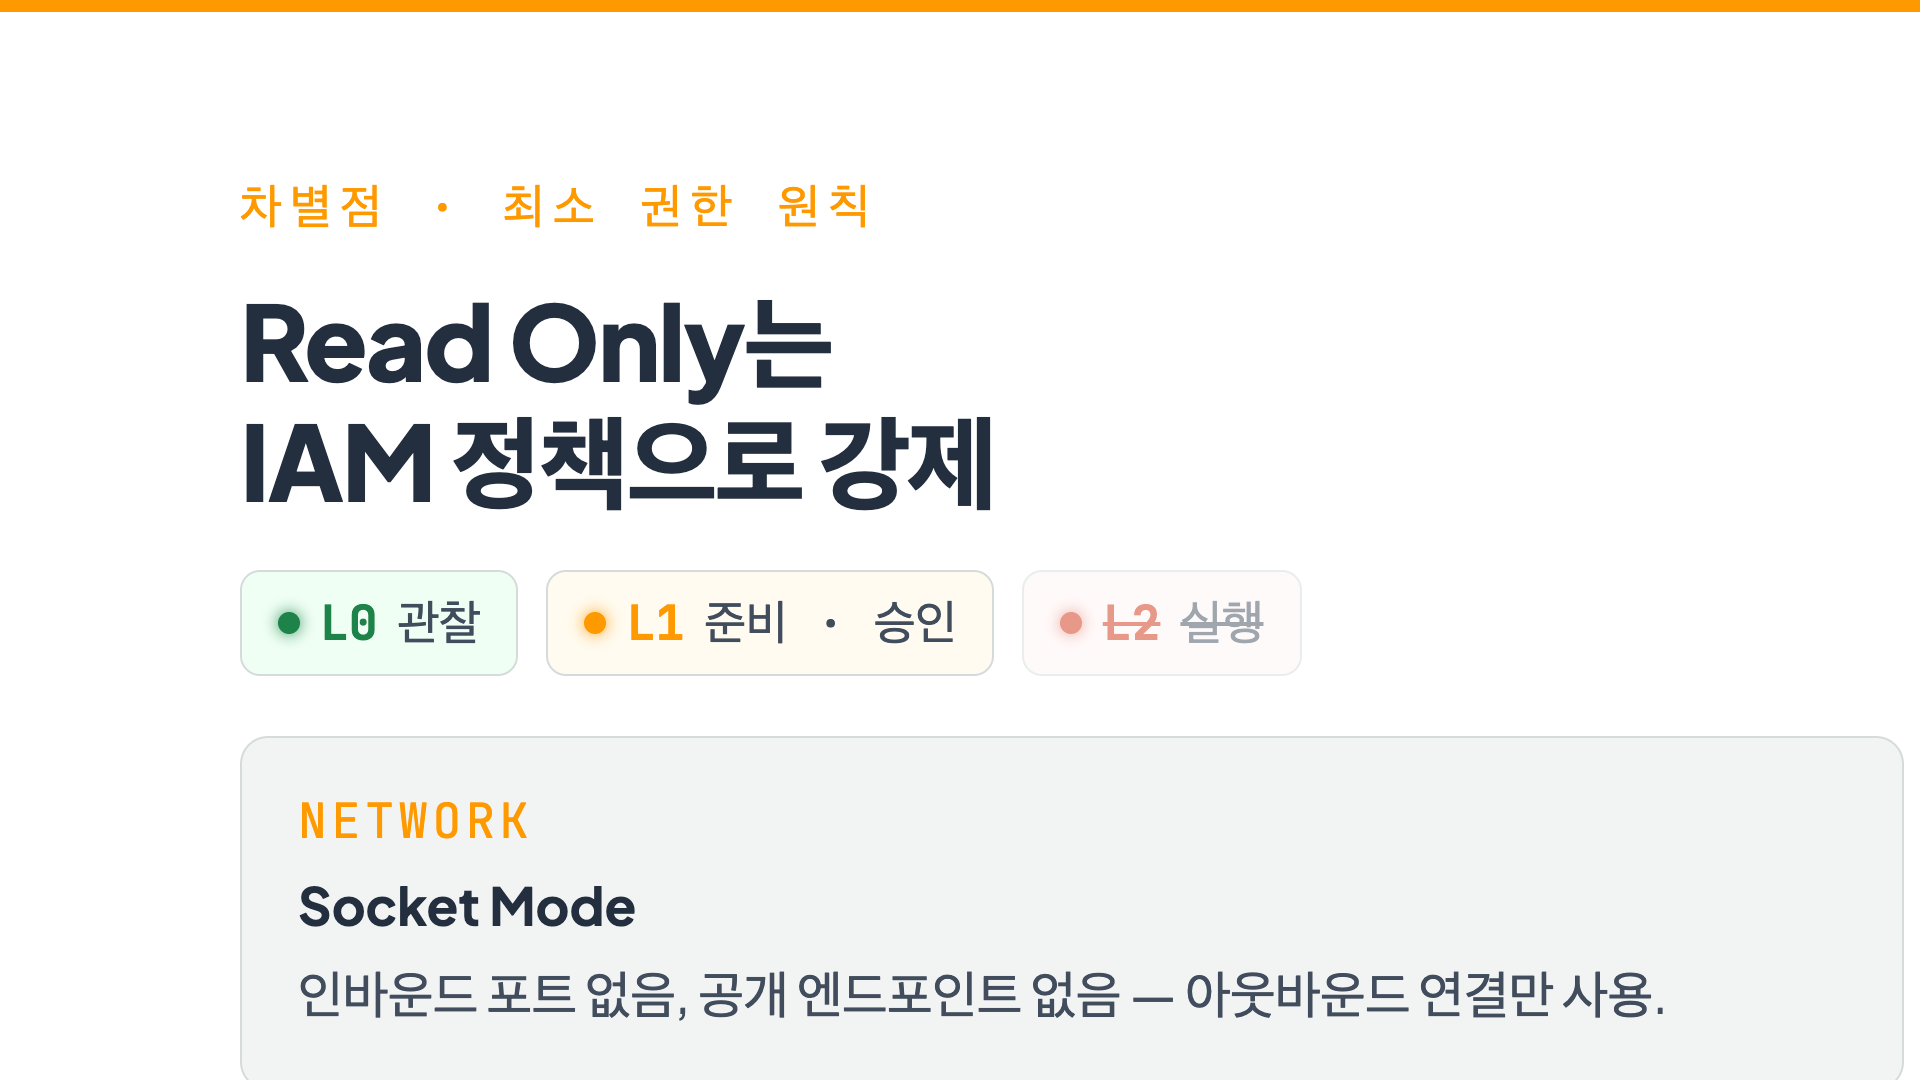 차별점 · 최소 권한 원칙
Read Only는
IAM 정책으로 강제
L0 관찰 L1 준비 · 승인 L2 실행
NETWORK
Socket Mode
인바운드 포트 없음, 공개 엔드포인트 없음 — 아웃바운드 연결만 사용.